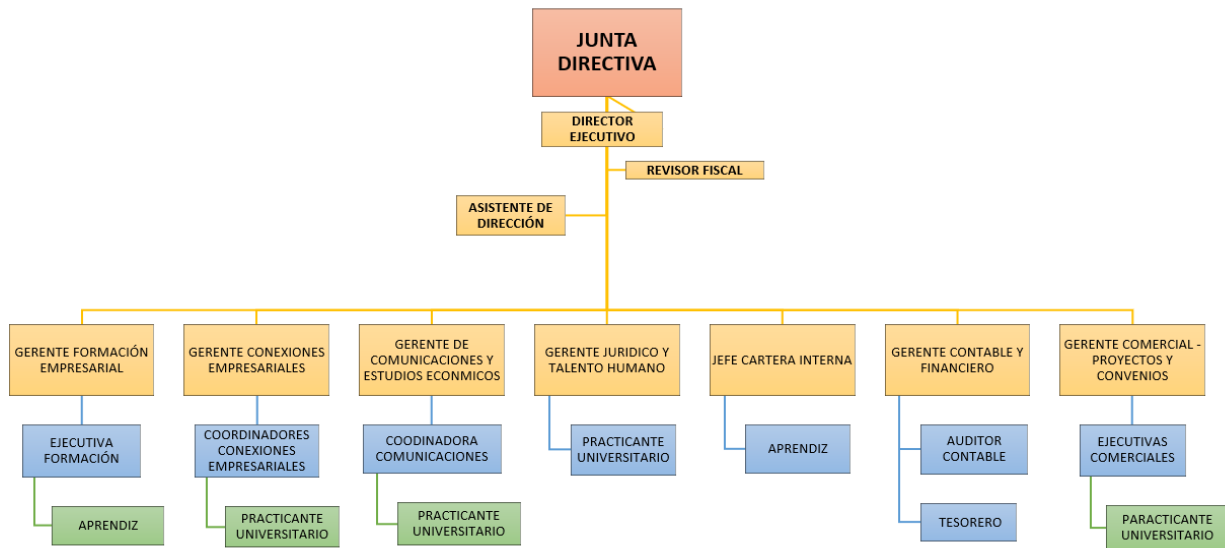 JUNTA
DIRECTIVA
DIRECTOR
EJECUTIVO
REVISOR FISCAL
ASISTENTE DE
DIRECCIÓN
GERENTE FORMACIÓN
EMPRESARIAL
GERENTE CONEXIONES
EMPRESARIALES
GERENTE DE
COMUNICACIONES Y
ESTUDIOS ECONMICOS
GERENTE JURIDICO Y
TALENTO HUMANO
JEFE CARTERA INTERNA
GERENTE CONTABLE Y
FINANCIERO
GERENTE COMERCIAL -
PROYECTOS Y
CONVENIOS
EJECUTIVA
FORMACIÓN
COORDINADORES
CONEXIONES
EMPRESARIALES
COODINADORA
COMUNICACIONES
PRACTICANTE
UNIVERSITARIO
APRENDIZ
AUDITOR
CONTABLE
EJECUTIVAS
COMERCIALES
APRENDIZ
PRACTICANTE
UNIVERSITARIO
PRACTICANTE
UNIVERSITARIO
TESORERO
PARACTICANTE
UNIVERSITARIO